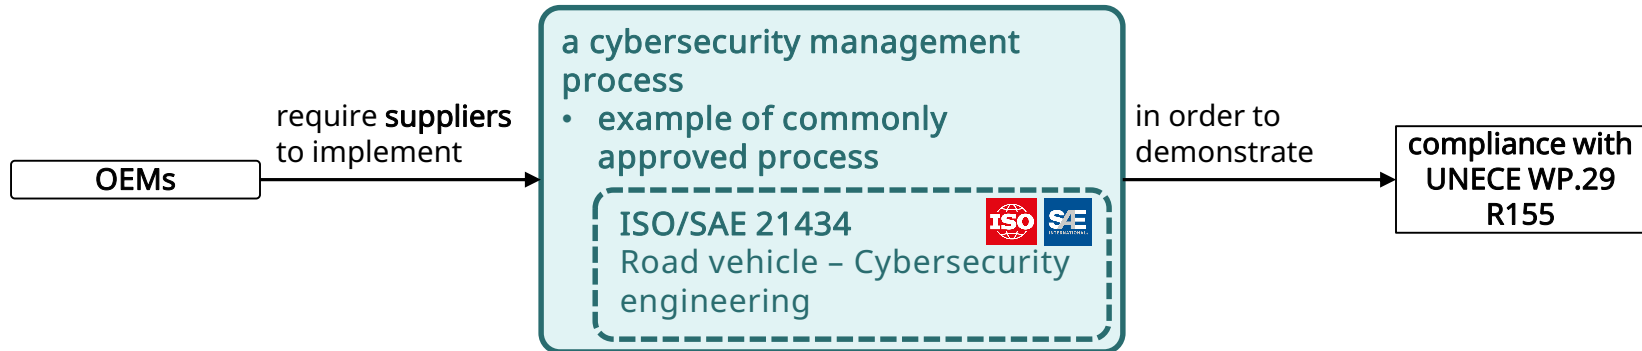 OEMs
require suppliers
to implement
a cybersecurity management
process
• example of commonly
approved process
ISO/SAE 21434
ISO
SAE
INTERNATIONAL
Road vehicle – Cybersecurity
engineering
in order to
demonstrate
compliance with
UNECE WP.29
R155